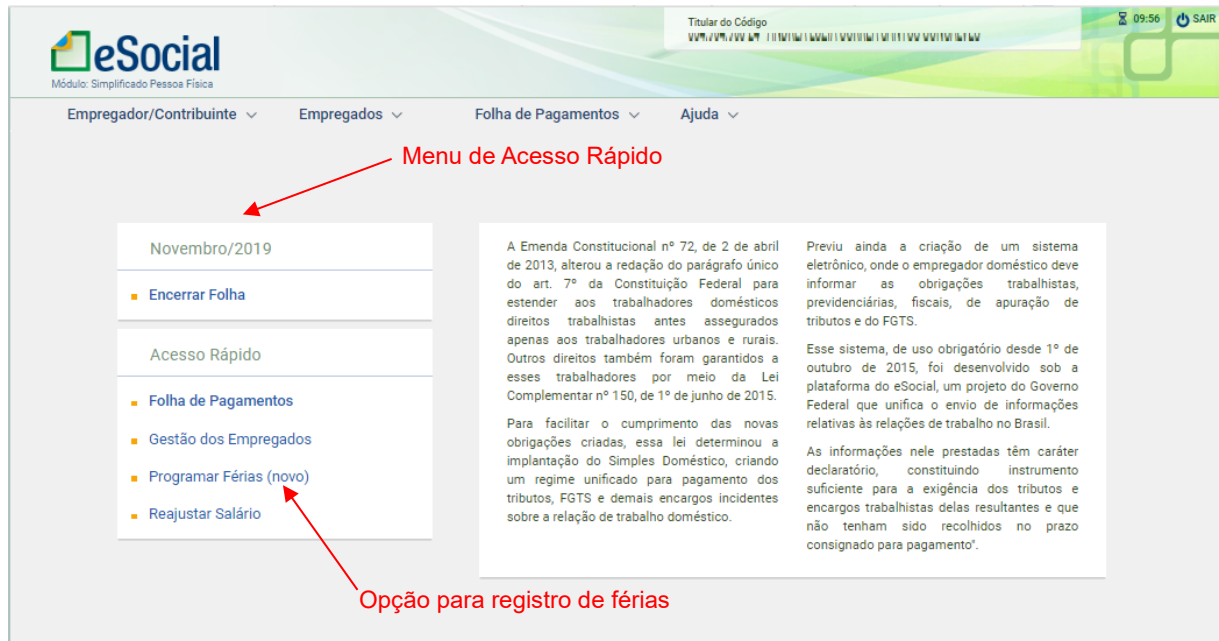 Titular do Código
09:56 SAIR
eSocial
Módulo: Simplificado Pessoa Física
Empregador/Contribuinte Empregados Folha de Pagamentos Ajuda
Menu de Acesso Rápido
Novembro/2019
Encerrar Folha
Acesso Rápido
Folha de Pagamentos
Gestão dos Empregados
Programar Férias (novo)
Reajustar Salário
A Emenda Constitucional nº 72, de 2 de abril
de 2013, alterou a redação do parágrafo único
do art. 7º da Constituição Federal para
estender aos trabalhadores domésticos
direitos trabalhistas antes assegurados
apenas aos trabalhadores urbanos e rurais.
Outros direitos também foram garantidos a
esses trabalhadores por meio da Lei
Complementar nº 150, de 1º de junho de 2015.
Para facilitar o cumprimento das novas
obrigações criadas, essa lei determinou a
implantação do Simples Doméstico, criando
um regime unificado para pagamento dos
tributos, FGTS e demais encargos incidentes
sobre a relação de trabalho doméstico.
Previu ainda a criação de um sistema
eletrônico, onde o empregador doméstico deve
informar as obrigações trabalhistas,
previdenciárias, fiscais, de apuração de
tributos e do FGTS.
Esse sistema, de uso obrigatório desde 1º de
outubro de 2015, foi desenvolvido sob a
plataforma do eSocial, um projeto do Governo
Federal que unifica o envio de informações
relativas às relações de trabalho no Brasil.
As informações nele prestadas têm caráter
declaratório, constituindo instrumento
suficiente para a exigência dos tributos e
encargos trabalhistas delas resultantes e que
não tenham sido recolhidos no prazo
consignado para pagamento".
Opção para registro de férias